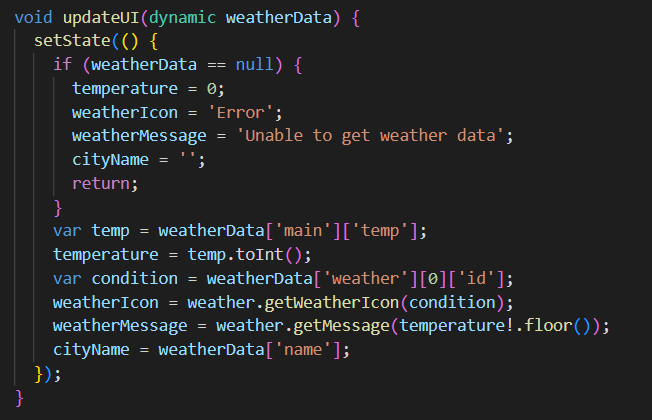 void updateUI(dynamic weatherData) {
  setState(() {
    if (weatherData == null) {
      temperature = 0;
      weatherIcon = 'Error';
      weatherMessage = 'Unable to get weather data';
      cityName = '';
      return;
    }
    var temp = weatherData['main']['temp'];
    temperature = temp.toInt();
    var condition = weatherData['weather'][0]['id'];
    weatherIcon = weather.getWeatherIcon(condition);
    weatherMessage = weather.getMessage(temperature!.floor());
    cityName = weatherData['name'];
  });
}